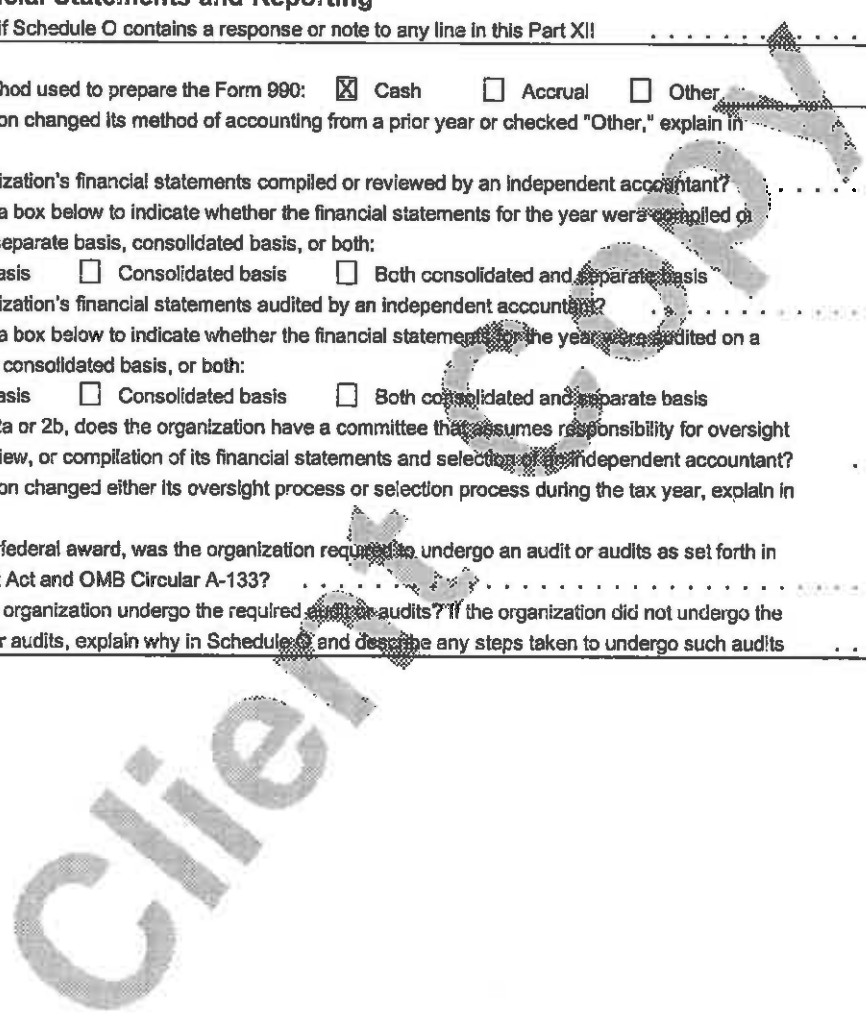 cial Statements and Reporting
if Schedule O contains a response or note to any line in this Part XII . . . . . . . . . . .
hod used to prepare the Form 990: ☒ Cash ☐ Accrual ☐ Other
on changed its method of accounting from a prior year or checked "Other," explain in
ization's financial statements compiled or reviewed by an independent accountant? . . . . .
a box below to indicate whether the financial statements for the year were compiled or
separate basis, consolidated basis, or both:
asis ☐ Consolidated basis ☐ Both consolidated and separate basis
ization's financial statements audited by an independent accountant? . . . . . . . . . . .
a box below to indicate whether the financial statements for the year were audited on a
consolidated basis, or both:
asis ☐ Consolidated basis ☐ Both consolidated and separate basis
2a or 2b, does the organization have a committee that assumes responsibility for oversight
iew, or compilation of its financial statements and selection of an independent accountant? .
on changed either its oversight process or selection process during the tax year, explain in
federal award, was the organization required to undergo an audit or audits as set forth in
t Act and OMB Circular A-133? . . . . . . . . . . . . . . . . . . . . . . . . . . . . . .
organization undergo the required audit or audits? If the organization did not undergo the
r audits, explain why in Schedule O and describe any steps taken to undergo such audits . .
Client Copy